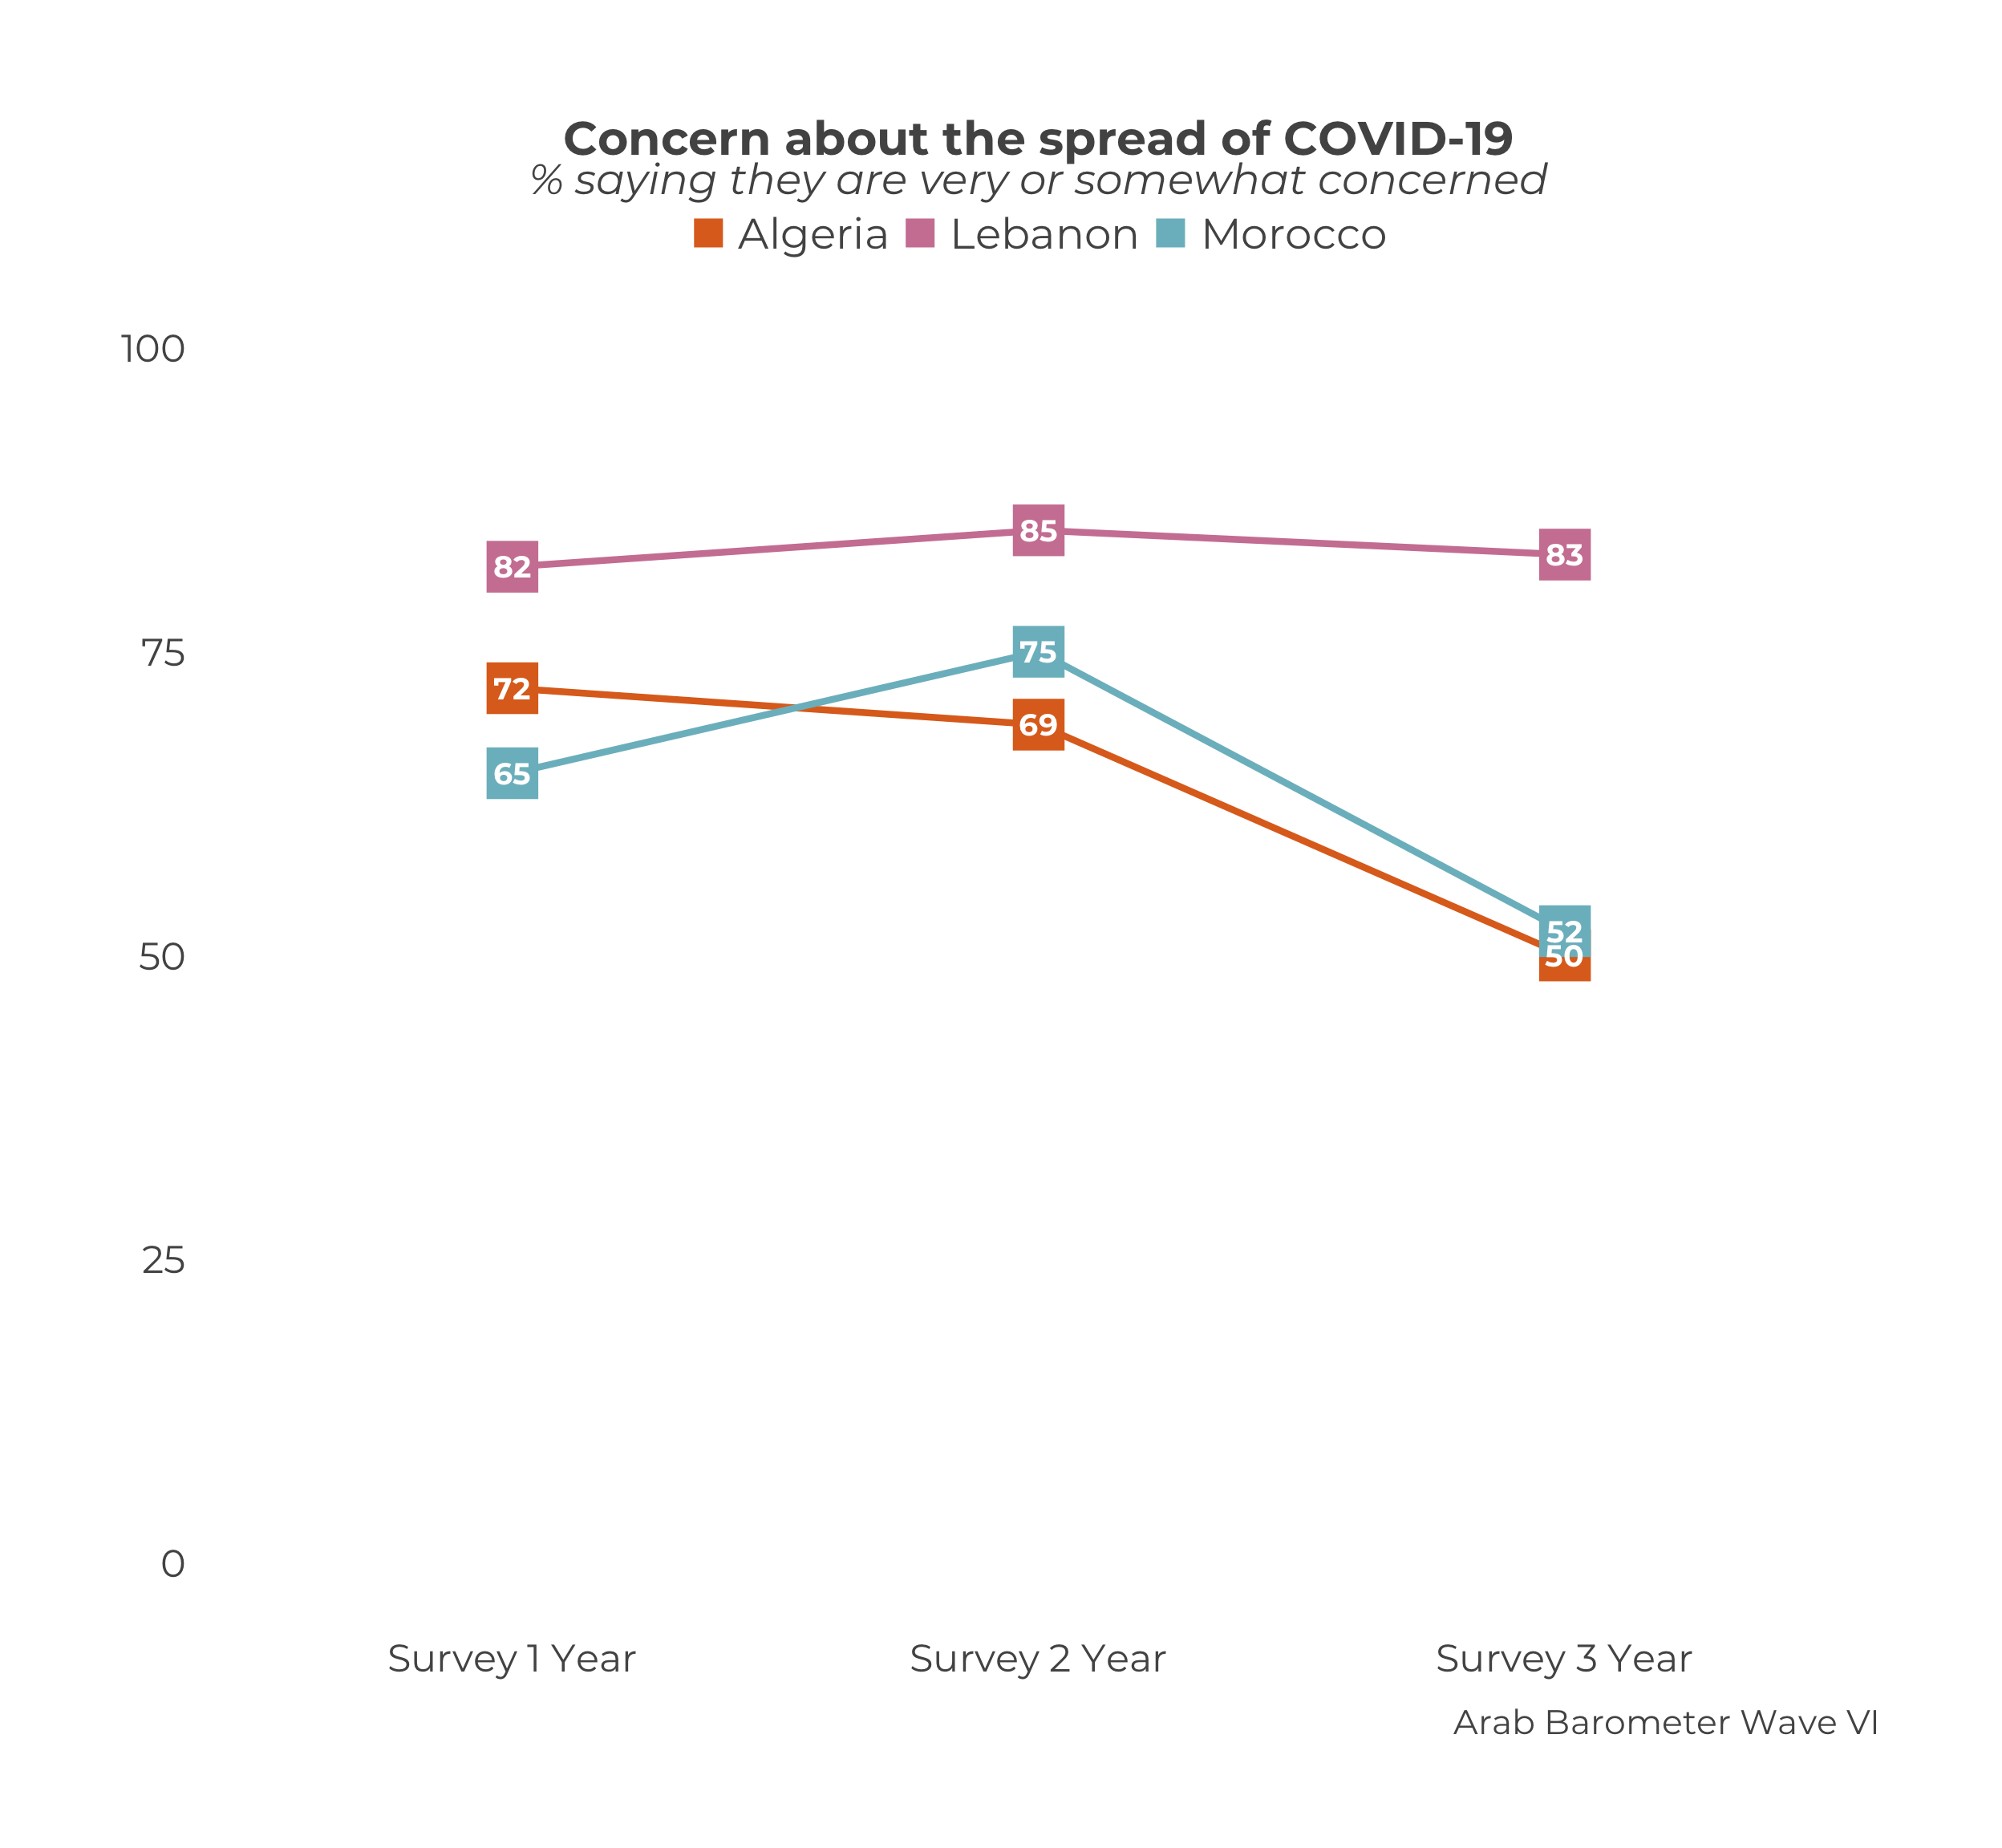 Concern about the spread of COVID-19
% saying they are very or somewhat concerned
Algeria Lebanon Morocco
100
85
82
83
75
75
72
69
65
52
50
50
25
0
Survey 1 Year Survey 2 Year Survey 3 Year
Arab Barometer Wave VI